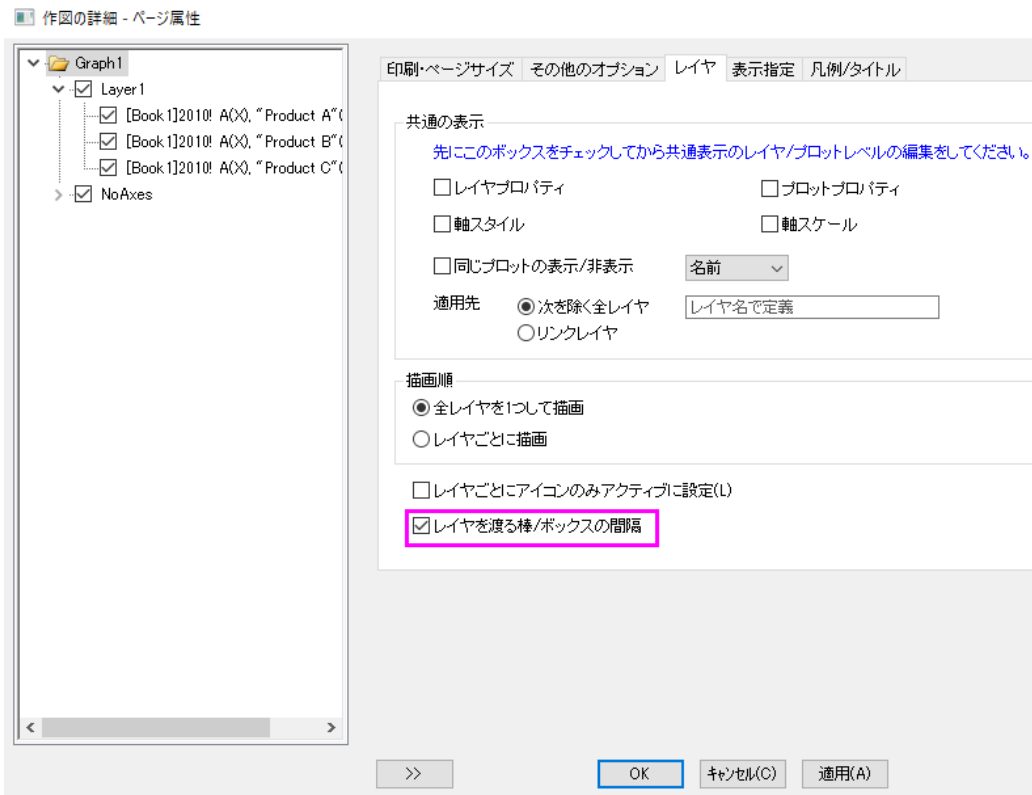 作図の詳細 - ページ属性
Graph1
Layer1
[Book1]2010! A(X), "Product A"(
[Book1]2010! A(X), "Product B"(
[Book1]2010! A(X), "Product C"(
NoAxes
印刷・ページサイズ その他のオプション レイヤ 表示指定 凡例/タイトル
共通の表示
先にこのボックスをチェックしてから共通表示のレイヤ/プロットレベルの編集をしてください。
レイヤプロパティ プロットプロパティ
軸スタイル 軸スケール
同じプロットの表示/非表示 名前
適用先 次を除く全レイヤ レイヤ名で定義
リンクレイヤ
描画順
全レイヤを1つして描画
レイヤごとに描画
レイヤごとにアイコンのみアクティブに設定(L)
レイヤを渡る棒/ボックスの間隔
>> OK キャンセル(C) 適用(A)